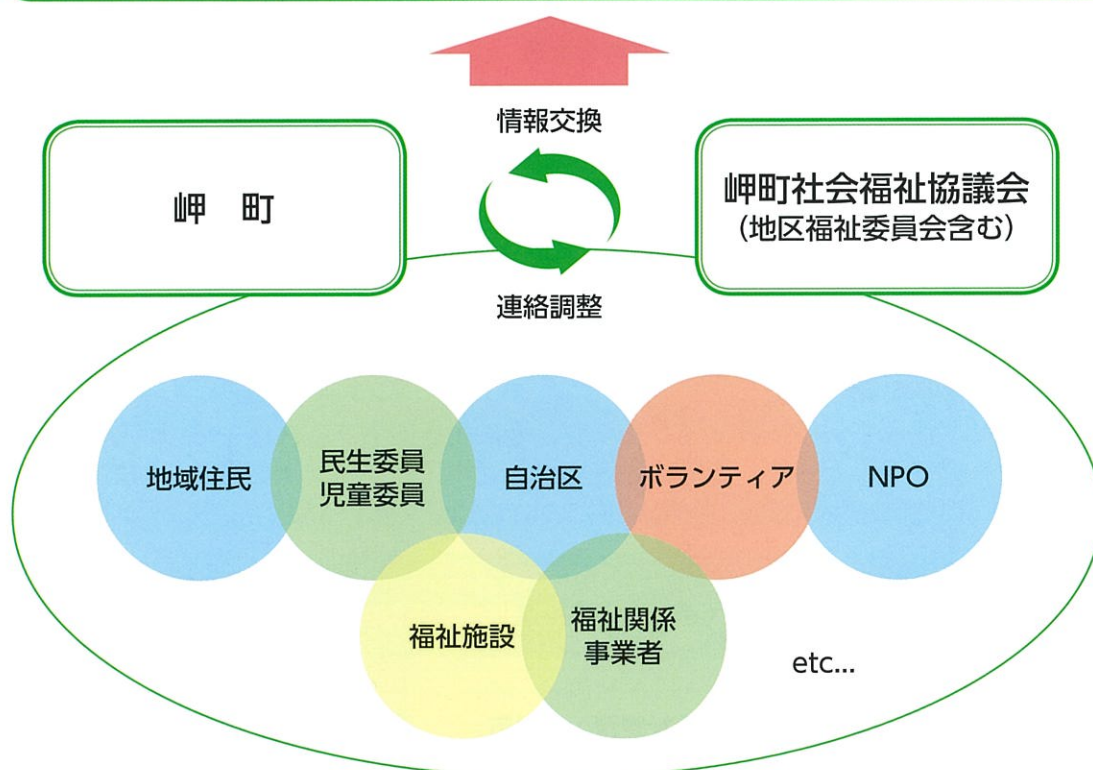 情報交換
岬　町
岬町社会福祉協議会
（地区福祉委員会含む）
連絡調整
地域住民
民生委員
児童委員
自治区
ボランティア
NPO
福祉施設
福祉関係
事業者
etc...